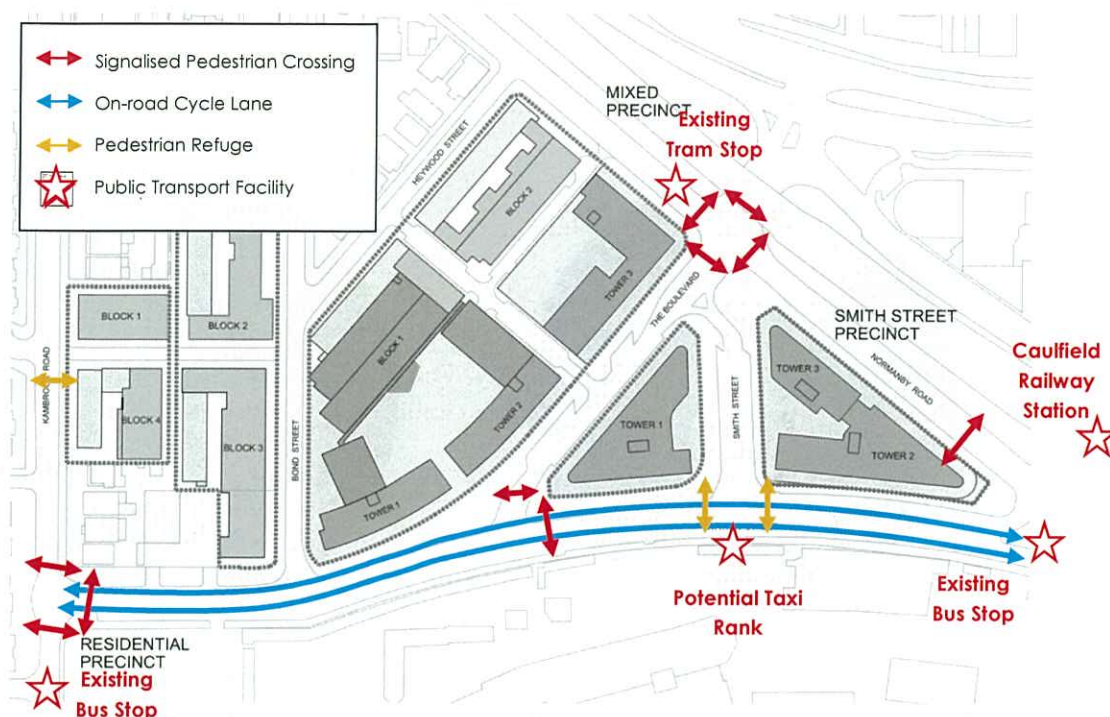 Signalised Pedestrian Crossing
On-road Cycle Lane
Pedestrian Refuge
Public Transport Facility
MIXED
PRECINCT
Existing
Tram Stop
HEYWOOD STREET
BLOCK 2
TOWER 3
THE BOULEVARD
SMITH STREET
PRECINCT
NORMANBY ROAD
Caulfield
Railway
Station
BLOCK 1
BLOCK 2
BLOCK 1
TOWER 2
TOWER 1
SMITH STREET
TOWER 3
TOWER 2
BLOCK 4
BLOCK 3
BOND STREET
TOWER 1
Potential Taxi
Rank
Existing
Bus Stop
RESIDENTIAL
PRECINCT
Existing
Bus Stop